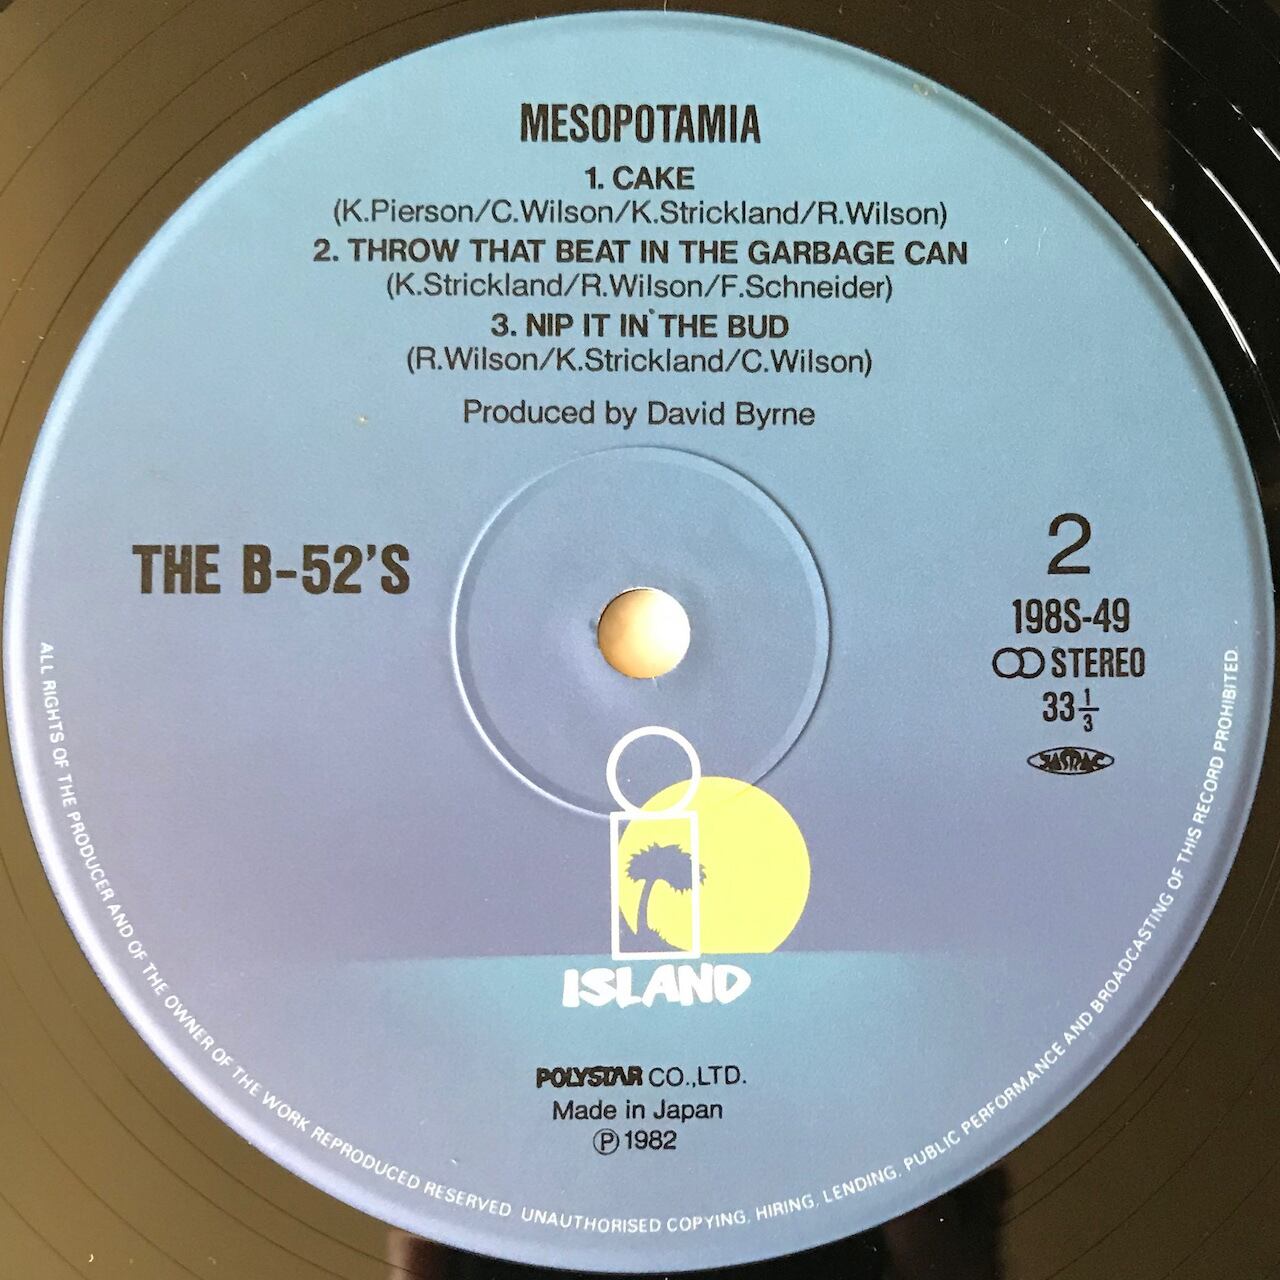 MESOPOTAMIA
1. CAKE
(K.Pierson/C.Wilson/K.Strickland/R.Wilson)
2. THROW THAT BEAT IN THE GARBAGE CAN
(K.Strickland/R.Wilson/F.Schneider)
3. NIP IT IN THE BUD
(R.Wilson/K.Strickland/C.Wilson)
Produced by David Byrne
THE B-52'S
2
198S-49
STEREO
33 1/3
JASRAC
ISLAND
POLYSTAR CO.,LTD.
Made in Japan
Ⓟ 1982
ALL RIGHTS OF THE PRODUCER AND OF THE OWNER OF THE WORK REPRODUCED RESERVED. UNAUTHORISED COPYING, HIRING, LENDING, PUBLIC PERFORMANCE AND BROADCASTING OF THIS RECORD PROHIBITED.